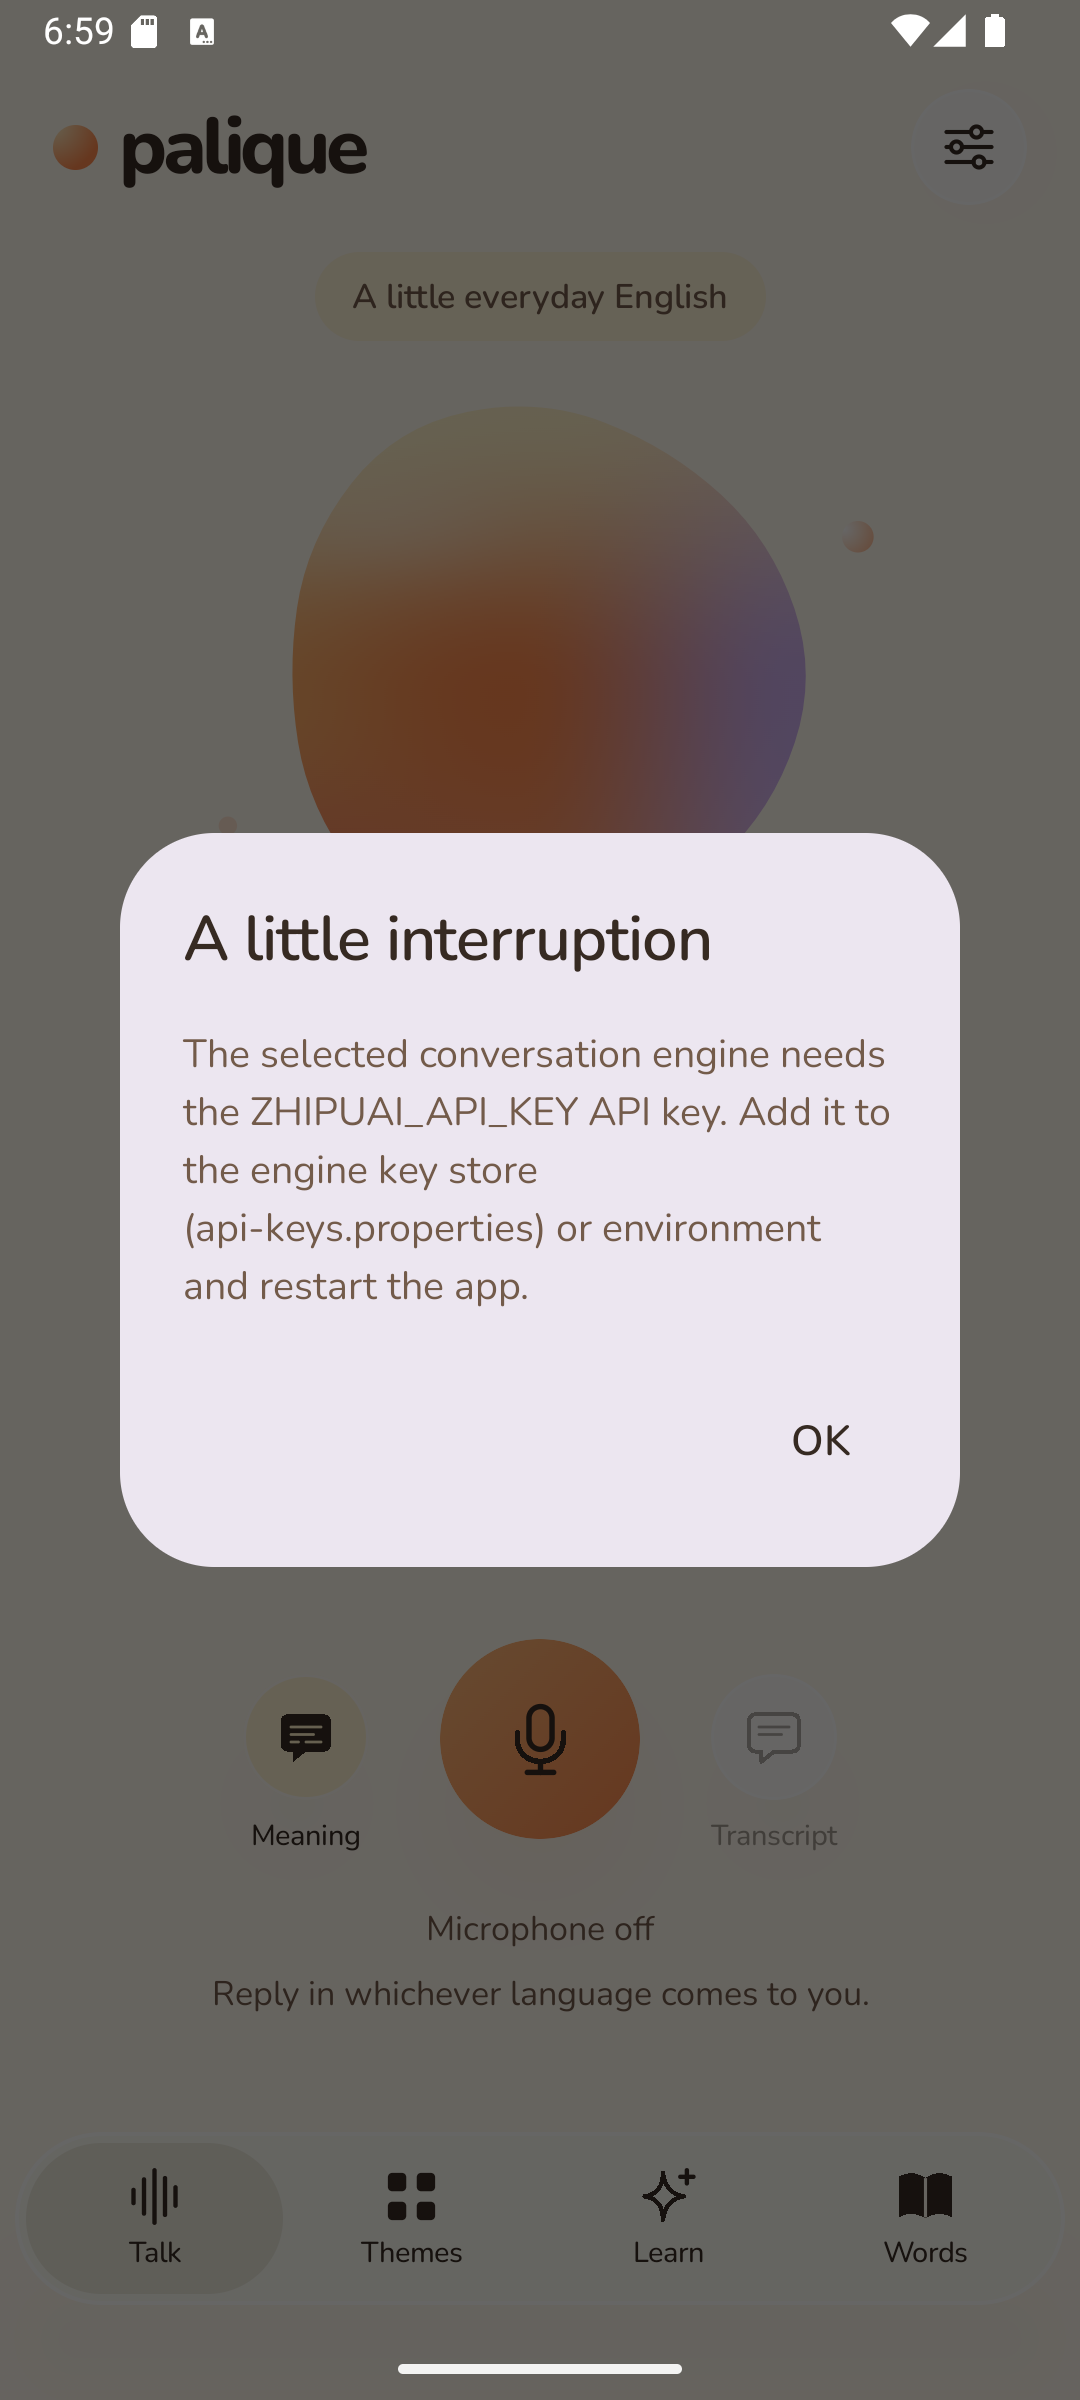 6:59
palique
A little everyday English
A little interruption
The selected conversation engine needs
the ZHIPUAI_API_KEY API key. Add it to
the engine key store
(api-keys.properties) or environment
and restart the app.
OK
Meaning
Transcript
Microphone off
Reply in whichever language comes to you.
Talk
Themes
Learn
Words